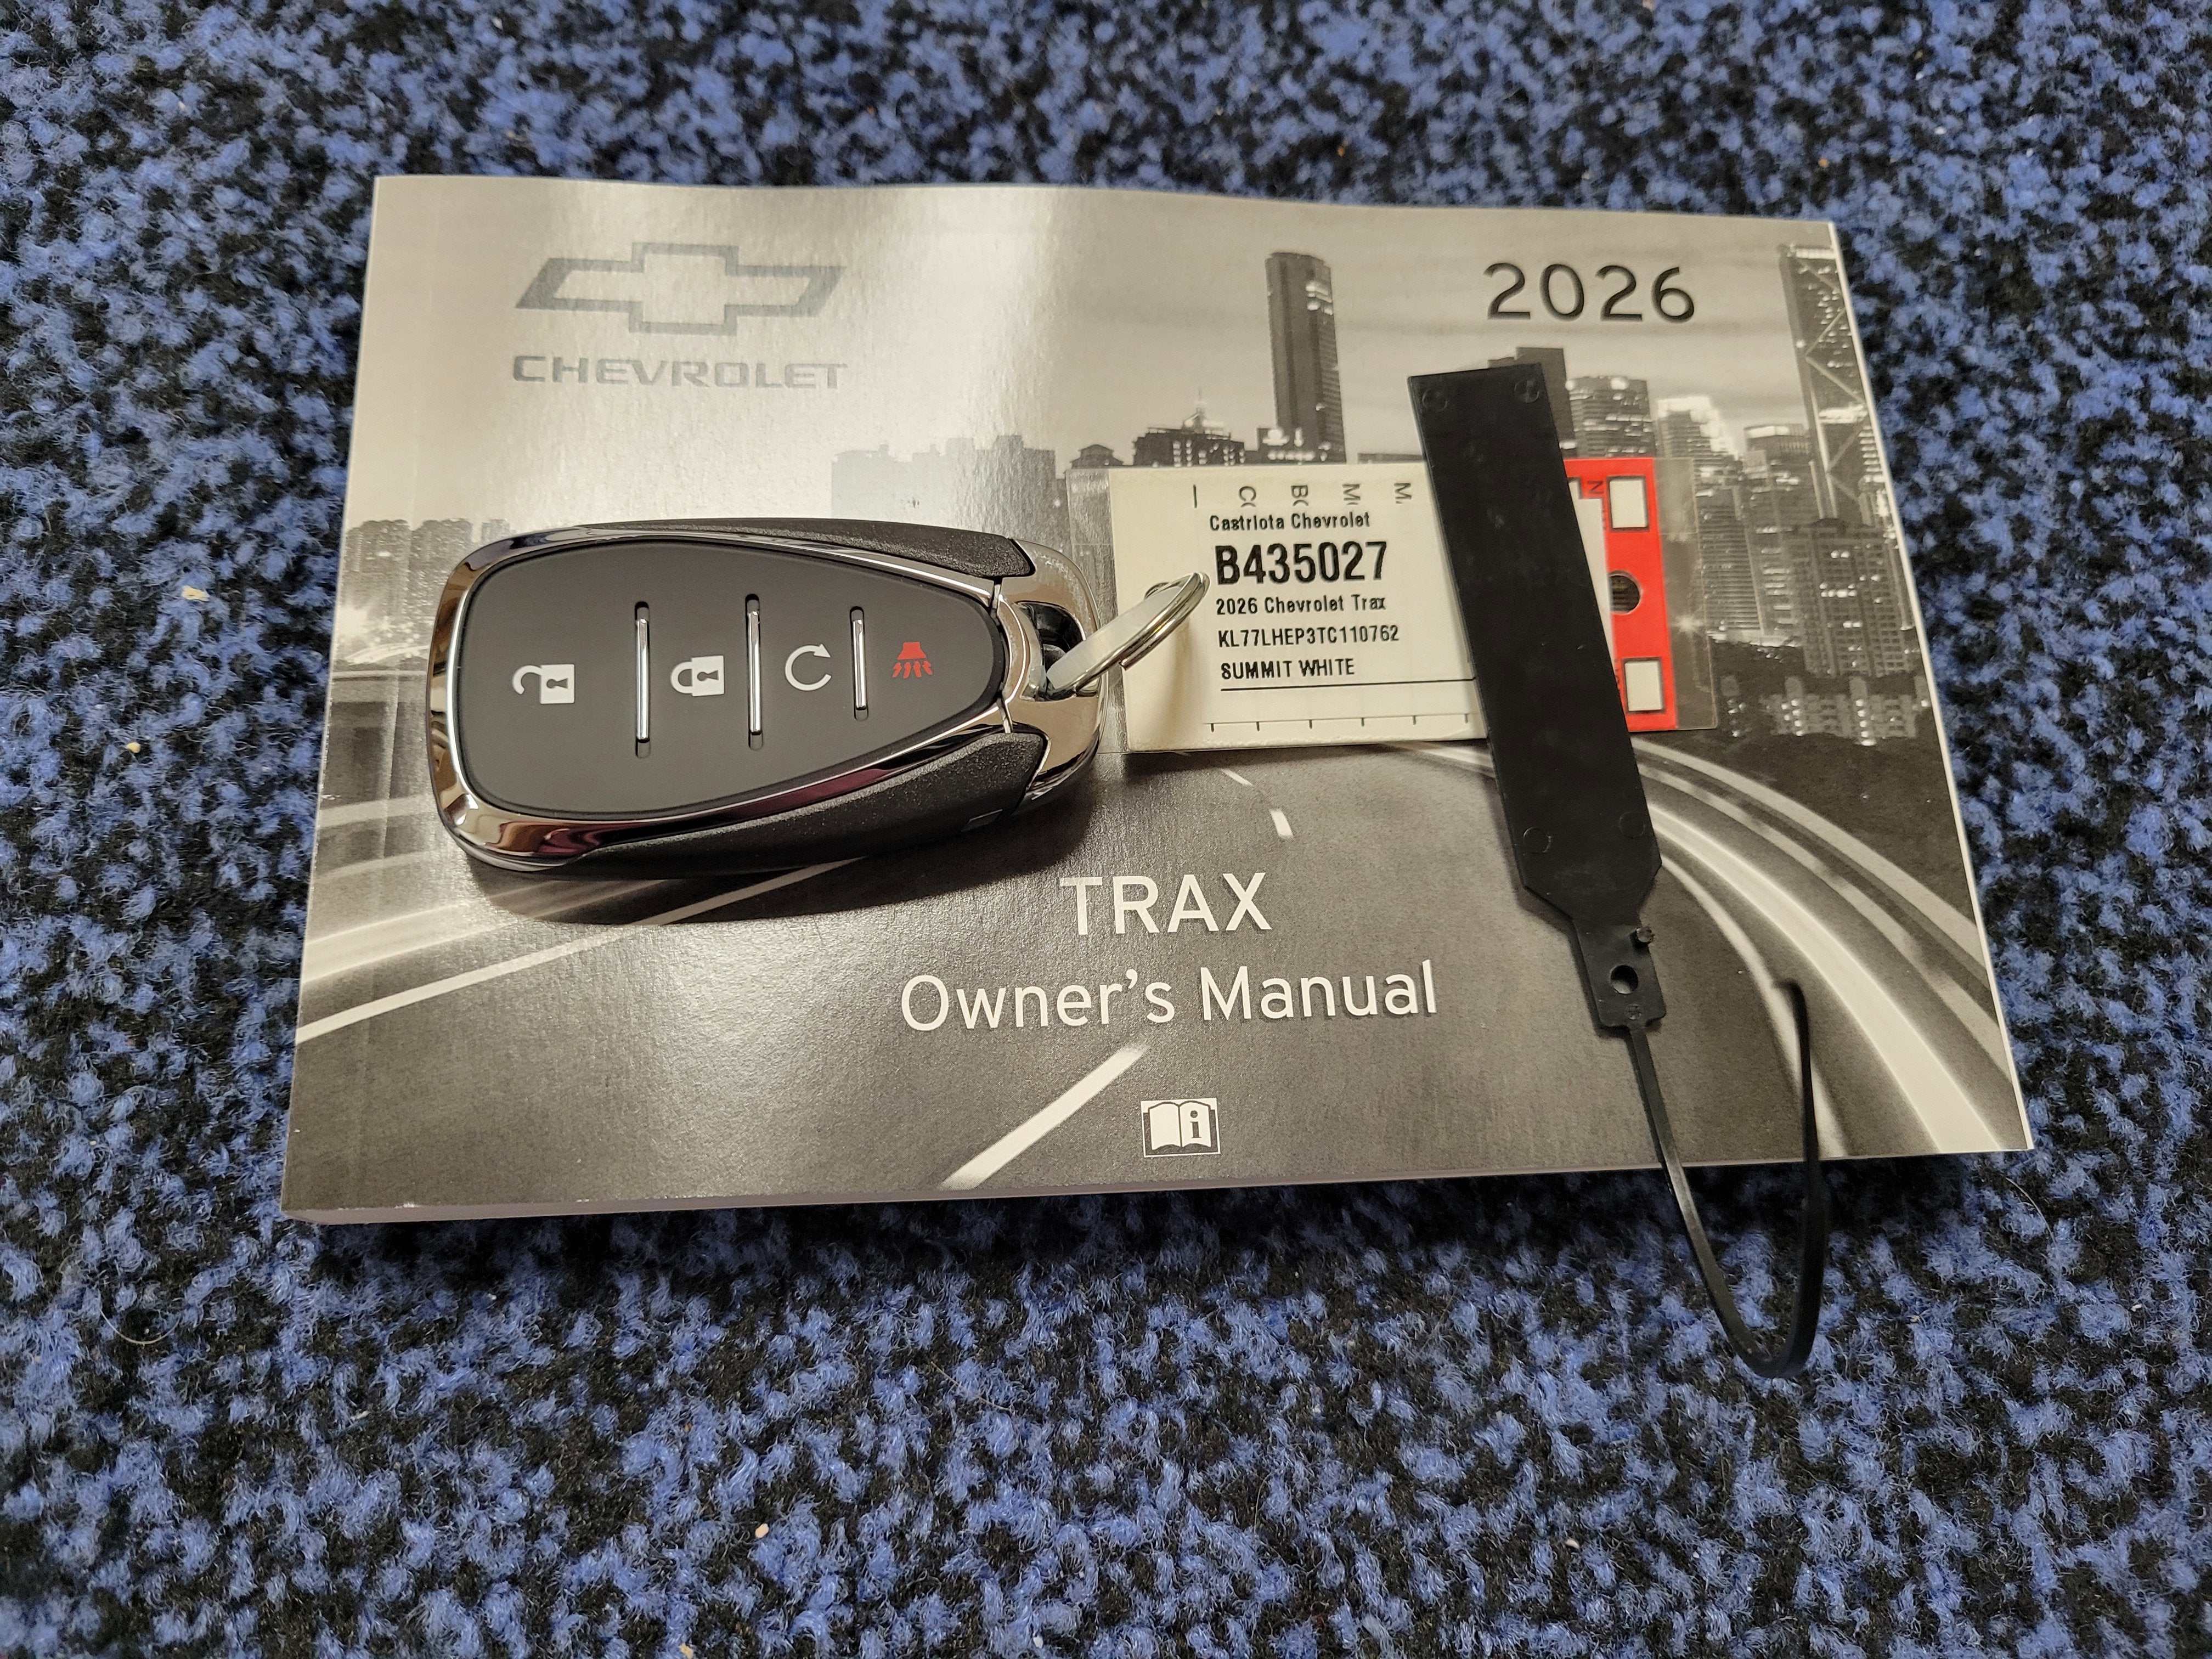 CHEVROLET
2026
Castriota Chevrolet
B435027
2026 Chevrolet Trax
KL77LHEP3TC110762
SUMMIT WHITE
TRAX
Owner's Manual
i